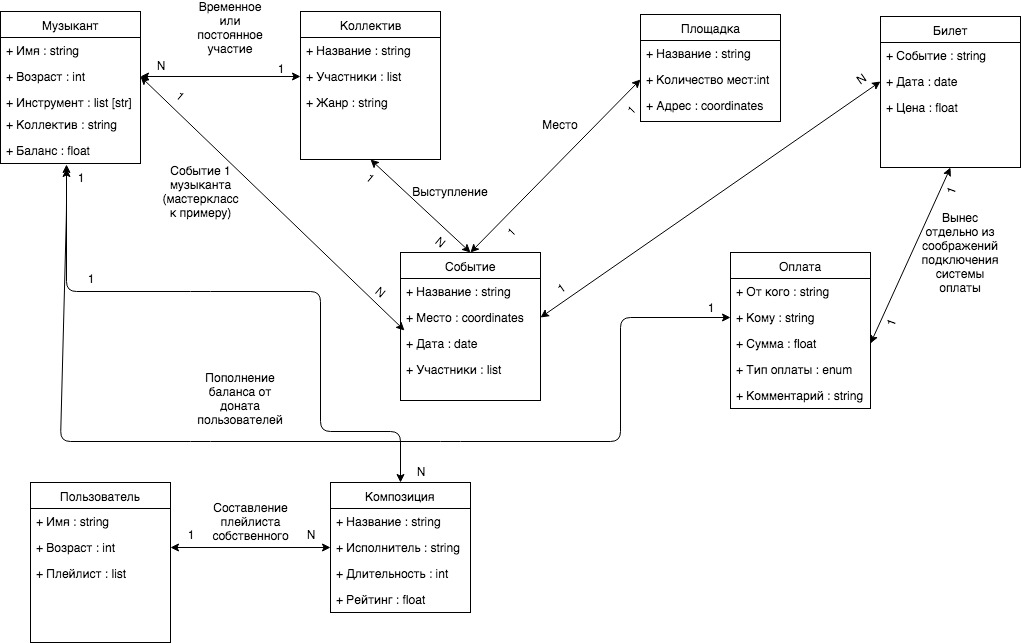 Музыкант
+ Имя : string
+ Возраст : int
+ Инструмент : list [str]
+ Коллектив : string
+ Баланс : float
Временное
или
постоянное
участие
N
1
Коллектив
+ Название : string
+ Участники : list
+ Жанр : string
Площадка
+ Название : string
+ Количество мест:int
+ Адрес : coordinates
Билет
+ Событие : string
+ Дата : date
+ Цена : float
1
Событие 1
музыканта
(мастеркласс
к примеру)
N
1
Выступление
N
Место
1
1
N
1
1
Вынес
отдельно из
соображений
подключения
системы
оплаты
1
Событие
+ Название : string
+ Место : coordinates
+ Дата : date
+ Участники : list
Оплата
+ От кого : string
+ Кому : string
+ Сумма : float
+ Тип оплаты : enum
+ Комментарий : string
1
1
1
Пополнение
баланса от
доната
пользователей
N
Пользователь
+ Имя : string
+ Возраст : int
+ Плейлист : list
Составление
плейлиста
собственного
1
N
Композиция
+ Название : string
+ Исполнитель : string
+ Длительность : int
+ Рейтинг : float